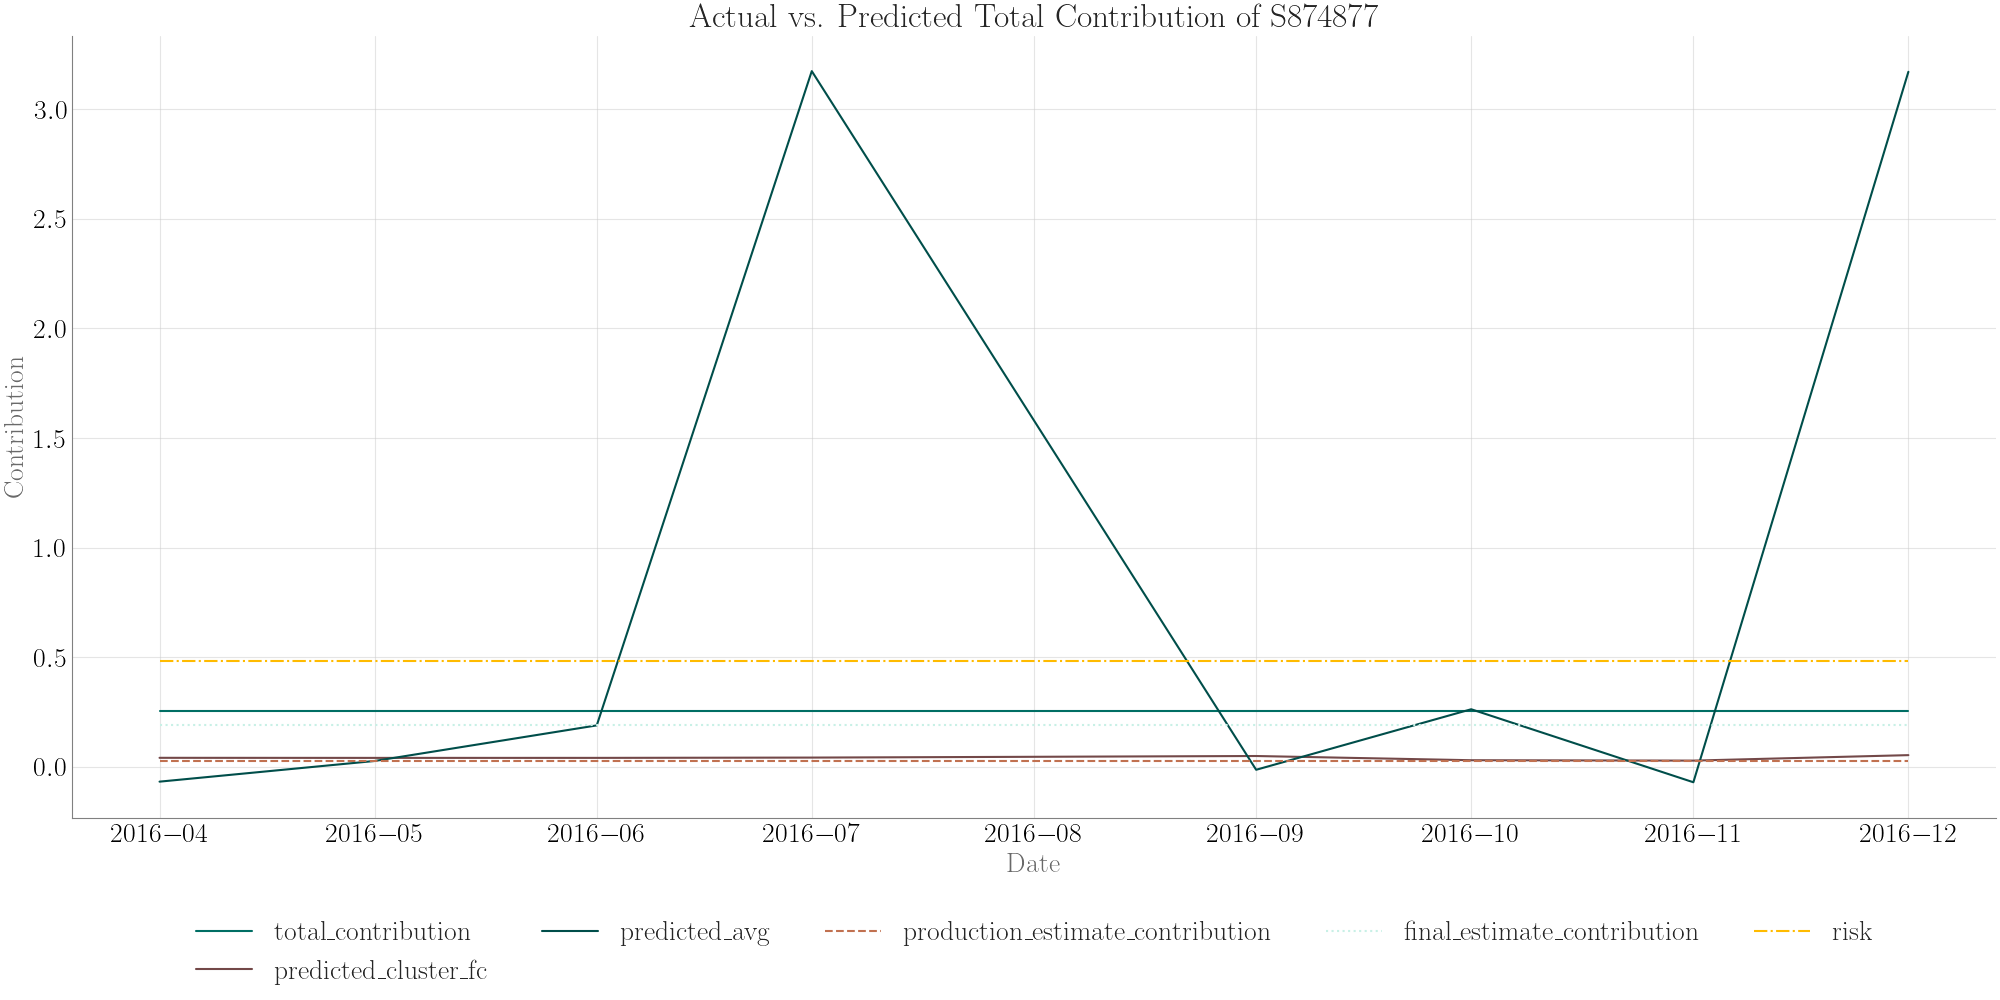 Actual vs. Predicted Total Contribution of S874877
Contribution
3.0
2.5
2.0
1.5
1.0
0.5
0.0
2016−04 2016−05 2016−06 2016−07 2016−08 2016−09 2016−10 2016−11 2016−12
Date
total_contribution predicted_avg production_estimate_contribution final_estimate_contribution risk
predicted_cluster_fc